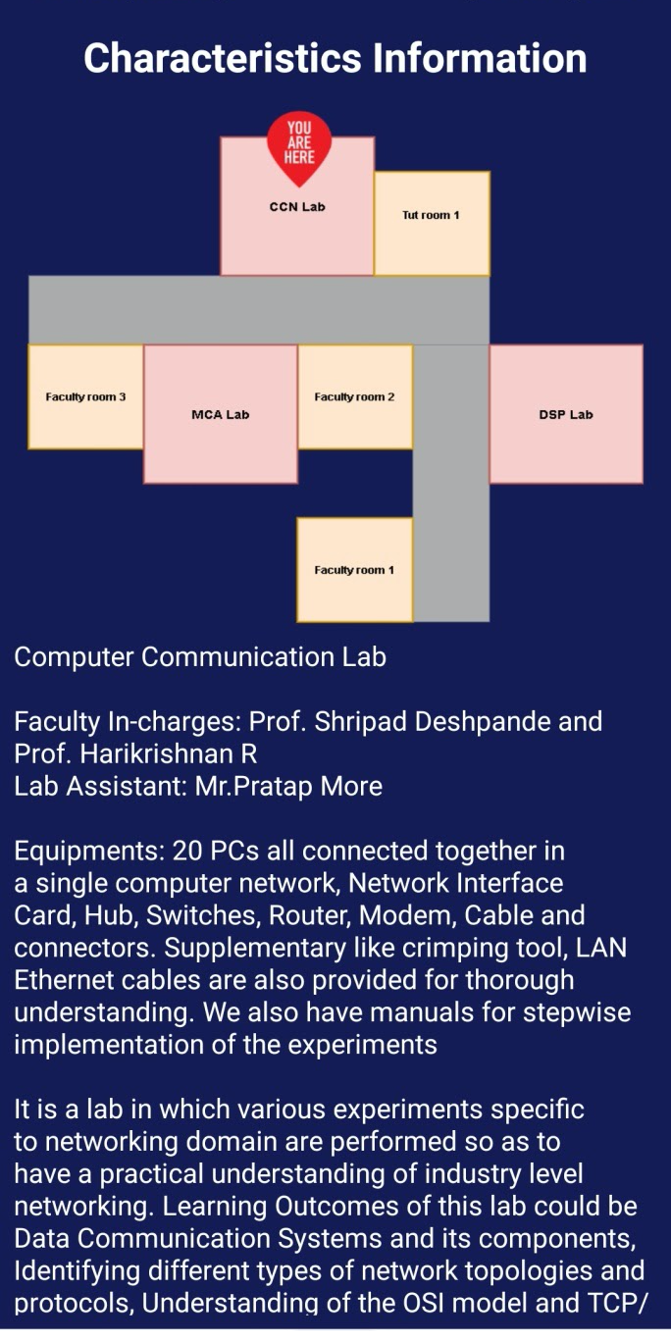 Characteristics Information
YOU
ARE
HERE
CCN Lab
Tut room 1
Faculty room 3
MCA Lab
Faculty room 2
DSP Lab
Faculty room 1
Computer Communication Lab
Faculty In-charges: Prof. Shripad Deshpande and
Prof. Harikrishnan R
Lab Assistant: Mr.Pratap More
Equipments: 20 PCs all connected together in
a single computer network, Network Interface
Card, Hub, Switches, Router, Modem, Cable and
connectors. Supplementary like crimping tool, LAN
Ethernet cables are also provided for thorough
understanding. We also have manuals for stepwise
implementation of the experiments
It is a lab in which various experiments specific
to networking domain are performed so as to
have a practical understanding of industry level
networking. Learning Outcomes of this lab could be
Data Communication Systems and its components,
Identifying different types of network topologies and
protocols, Understanding of the OSI model and TCP/